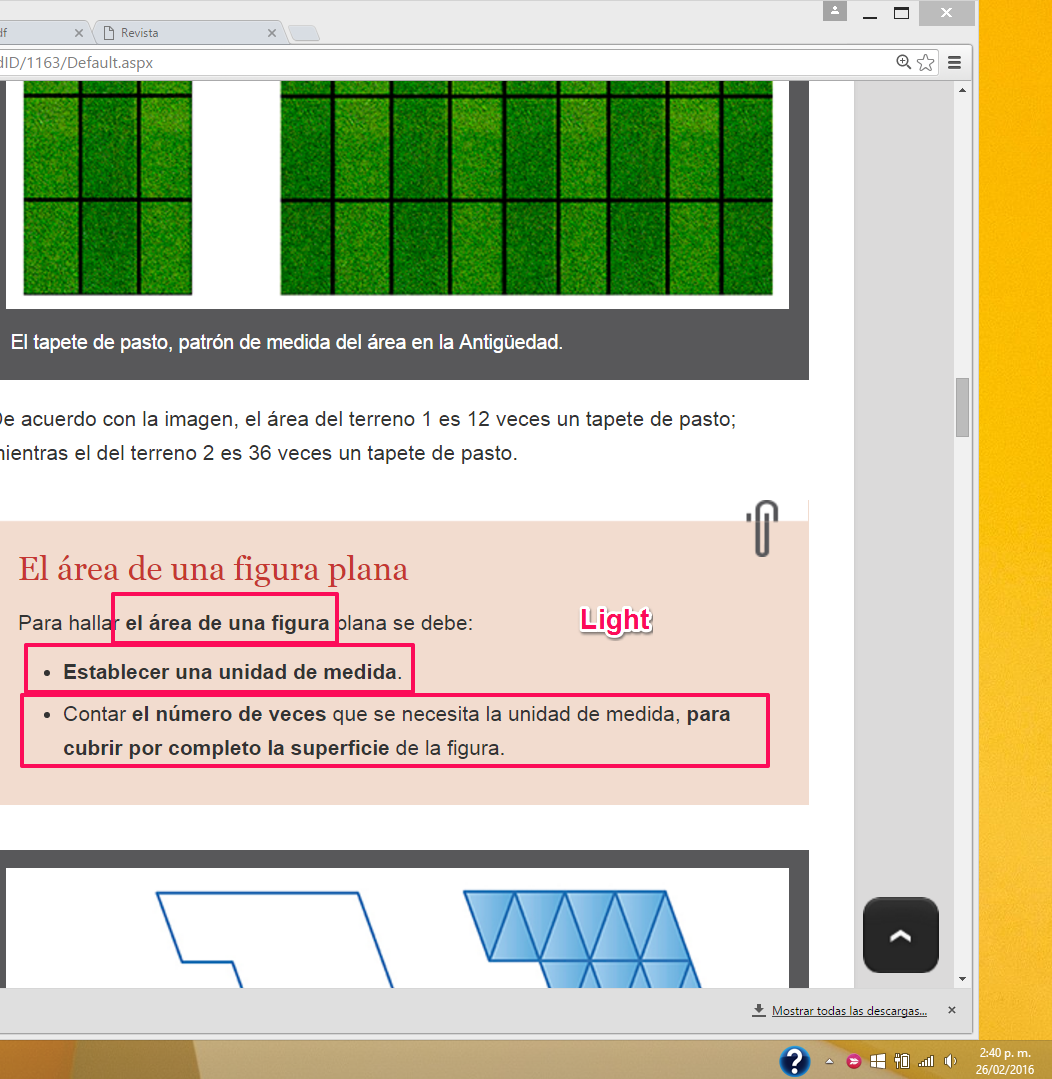 df
Revista
dID/1163/Default.aspx
El tapete de pasto, patrón de medida del área en la Antigüedad.
De acuerdo con la imagen, el área del terreno 1 es 12 veces un tapete de pasto;
mientras el del terreno 2 es 36 veces un tapete de pasto.
El área de una figura plana
Para hallar el área de una figura plana se debe:
Light
• Establecer una unidad de medida.
• Contar el número de veces que se necesita la unidad de medida, para
cubrir por completo la superficie de la figura.
Mostrar todas las descargas...
2:40 p. m.
26/02/2016